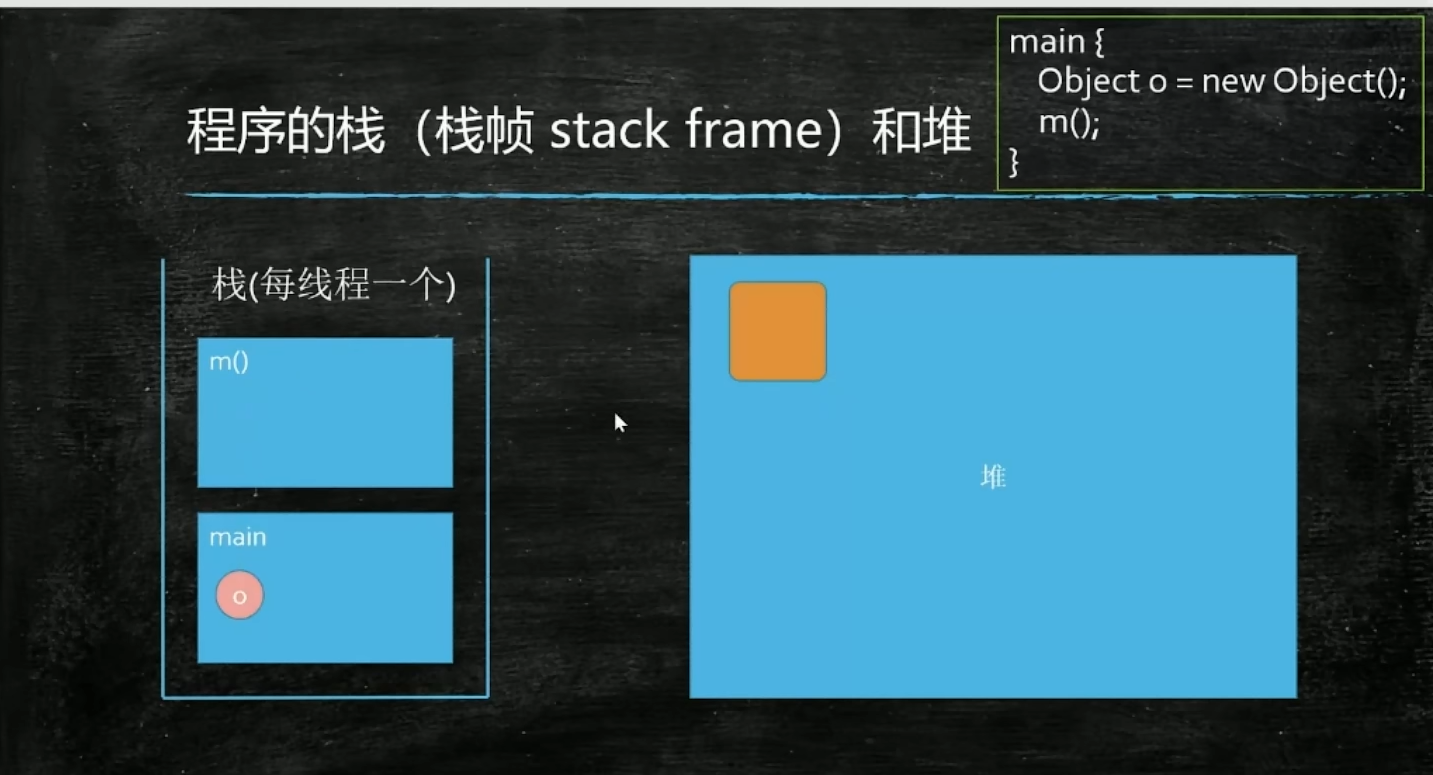 main {
Object o = new Object();
m();
}
程序的栈（栈帧 stack frame）和堆
栈(每线程一个)
m()
main
o
堆